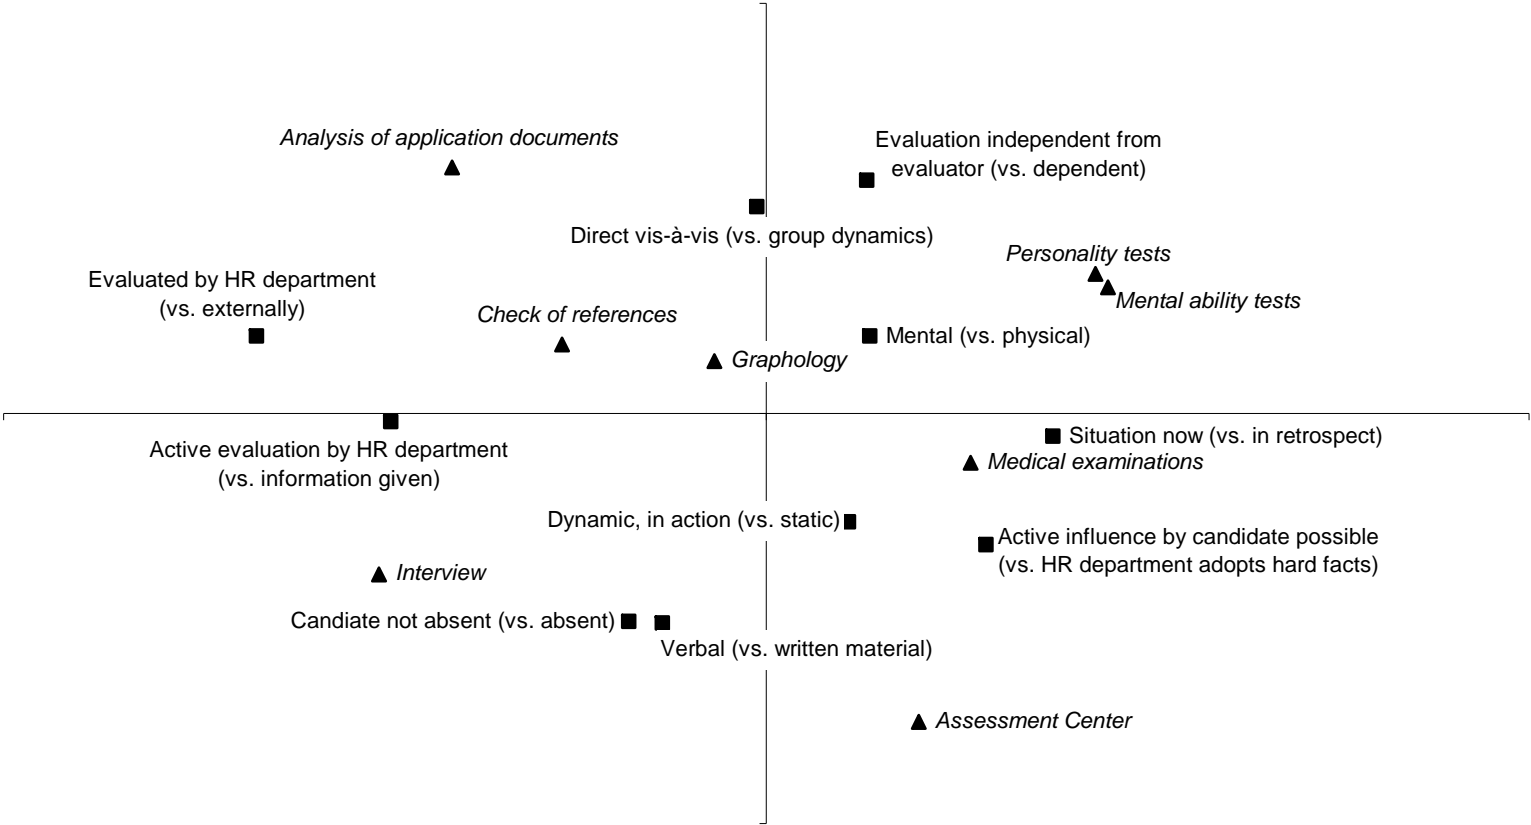 Analysis of application documents
Evaluation independent from
evaluator (vs. dependent)
Direct vis-à-vis (vs. group dynamics)
Personality tests
Evaluated by HR department
(vs. externally)
Mental ability tests
Check of references
Mental (vs. physical)
Graphology
Situation now (vs. in retrospect)
Active evaluation by HR department
(vs. information given)
Medical examinations
Dynamic, in action (vs. static)
Active influence by candidate possible
(vs. HR department adopts hard facts)
Interview
Candiate not absent (vs. absent)
Verbal (vs. written material)
Assessment Center